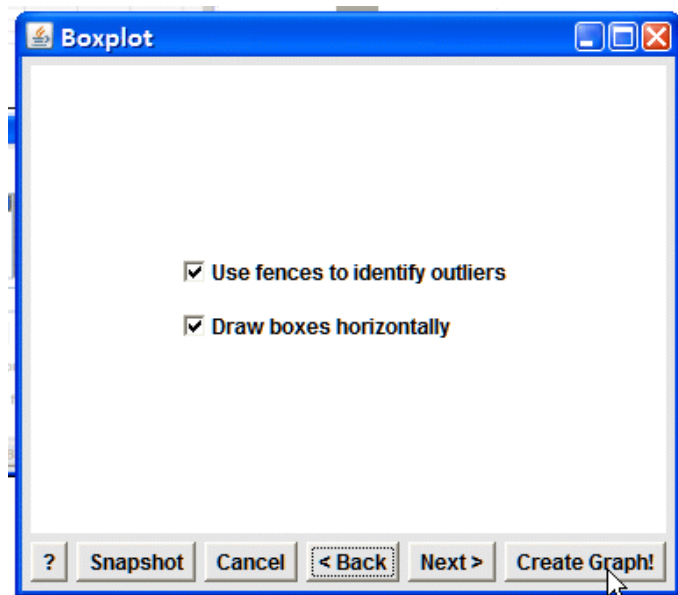 Boxplot
Use fences to identify outliers
Draw boxes horizontally
? Snapshot Cancel < Back Next > Create Graph!